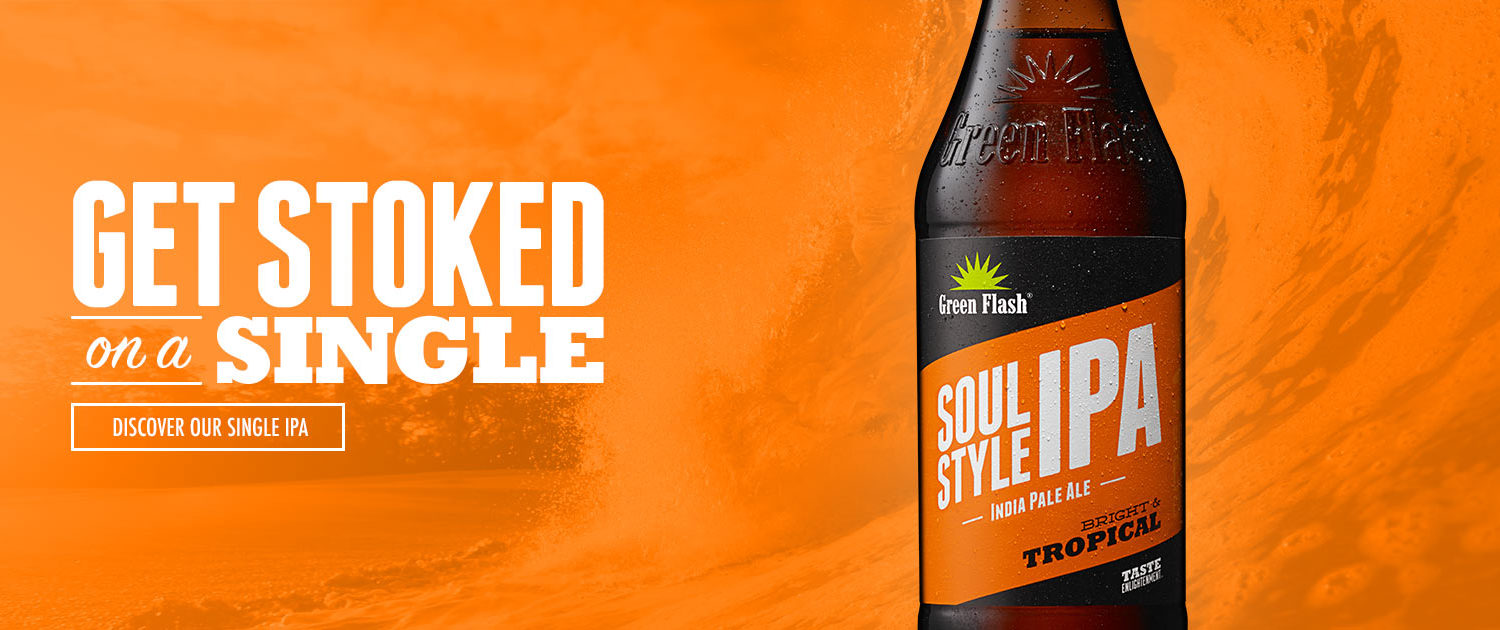 GET STOKED
on a SINGLE
DISCOVER OUR SINGLE IPA
Green Flash
Green Flash®
SOUL
STYLE
IPA
INDIA PALE ALE
BRIGHT &
TROPICAL
TASTE
ENLIGHTENMENT.